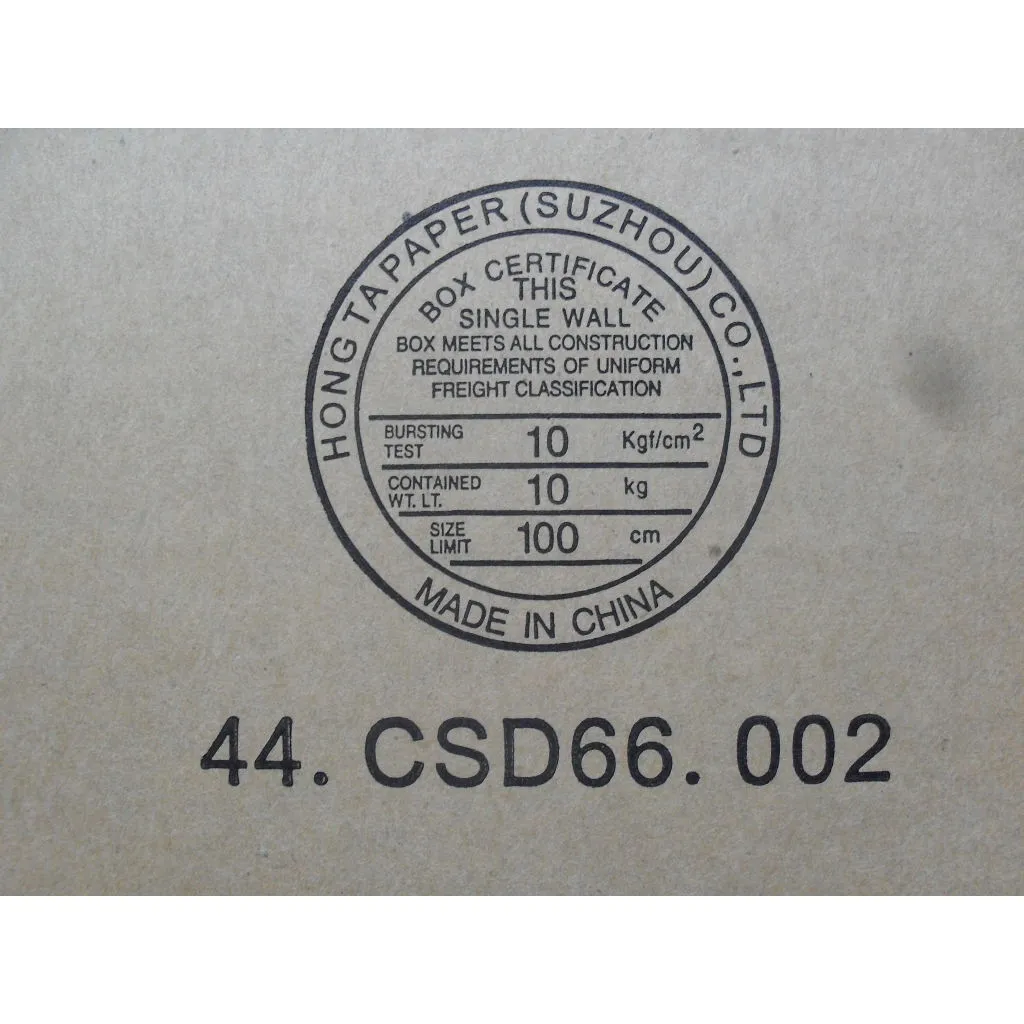 HONG TA PAPER (SUZHOU) CO.,LTD
BOX CERTIFICATE
THIS
SINGLE WALL
BOX MEETS ALL CONSTRUCTION
REQUIREMENTS OF UNIFORM
FREIGHT CLASSIFICATION
BURSTING TEST 10 Kgf/cm²
CONTAINED WT. LT. 10 kg
SIZE LIMIT 100 cm
MADE IN CHINA
44. CSD66. 002